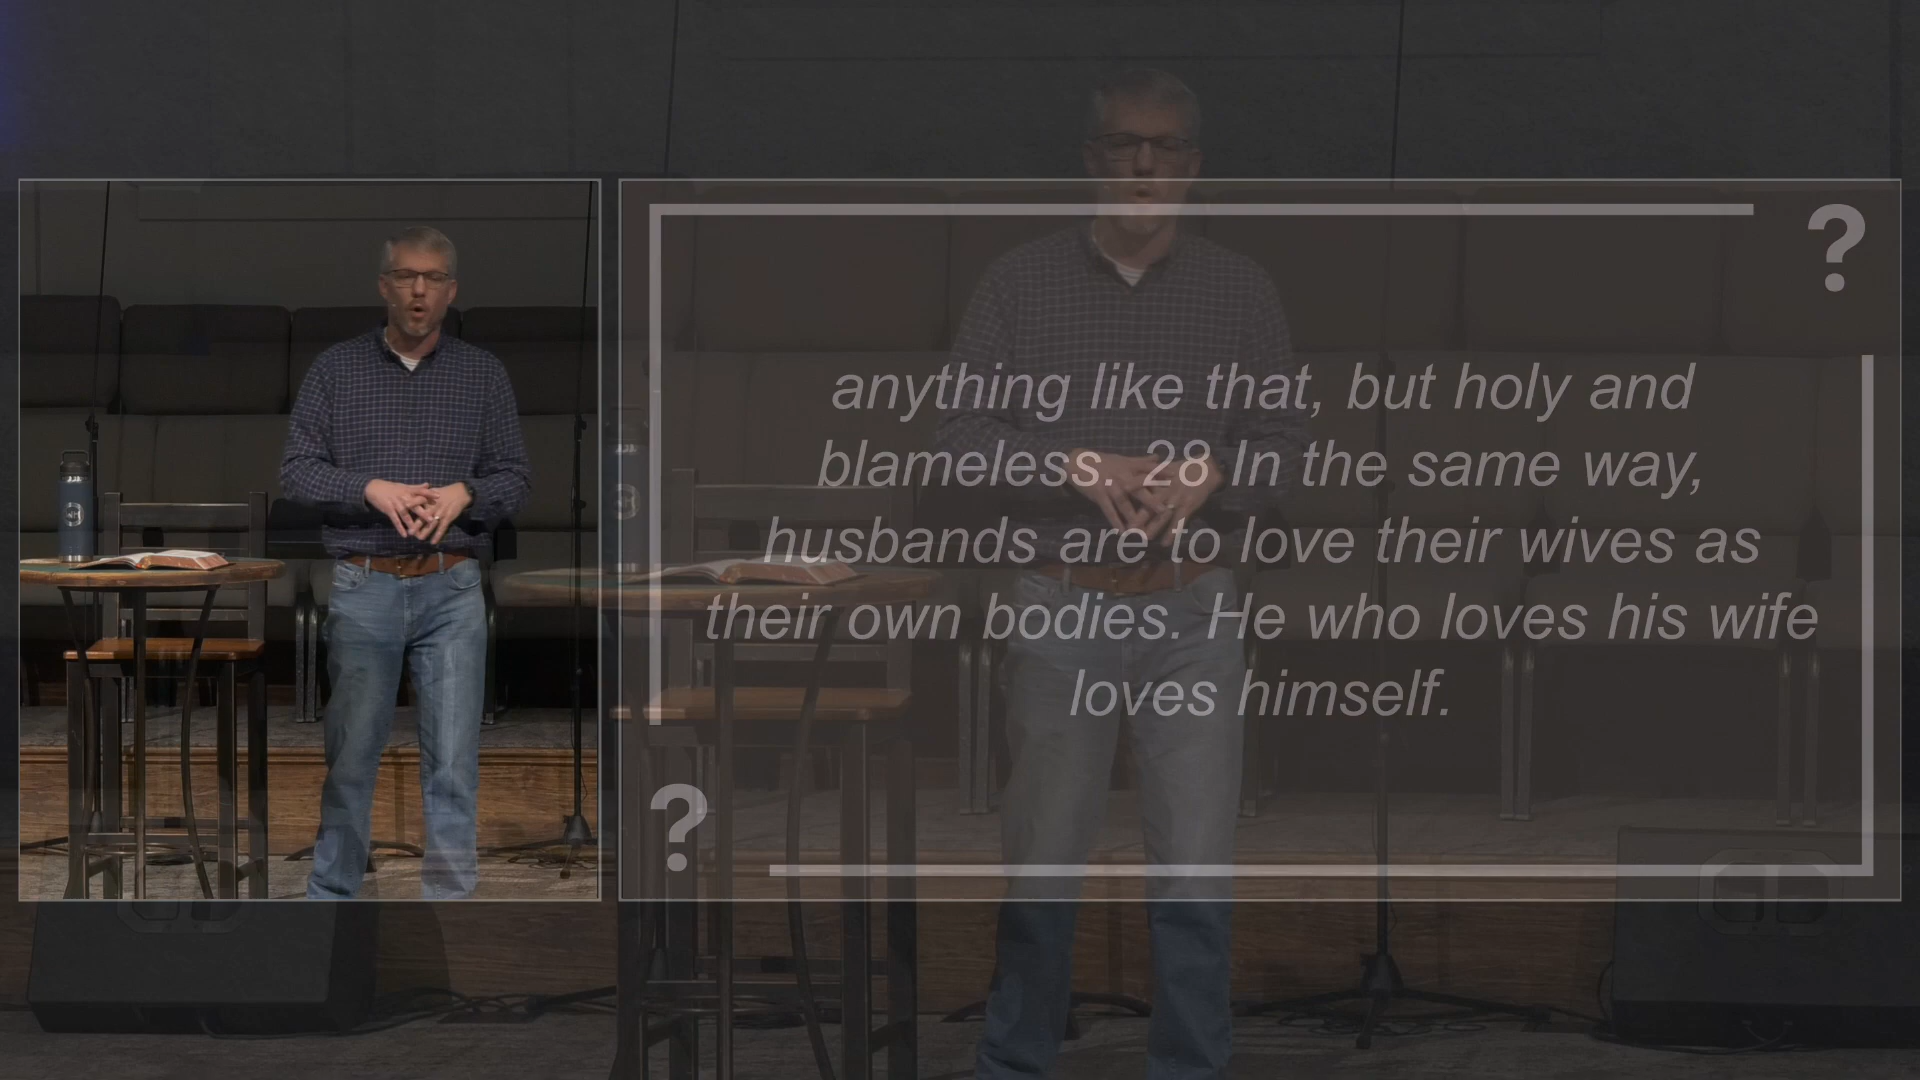 ?
anything like that, but holy and
blameless. 28 In the same way,
husbands are to love their wives as
their own bodies. He who loves his wife
loves himself.
?